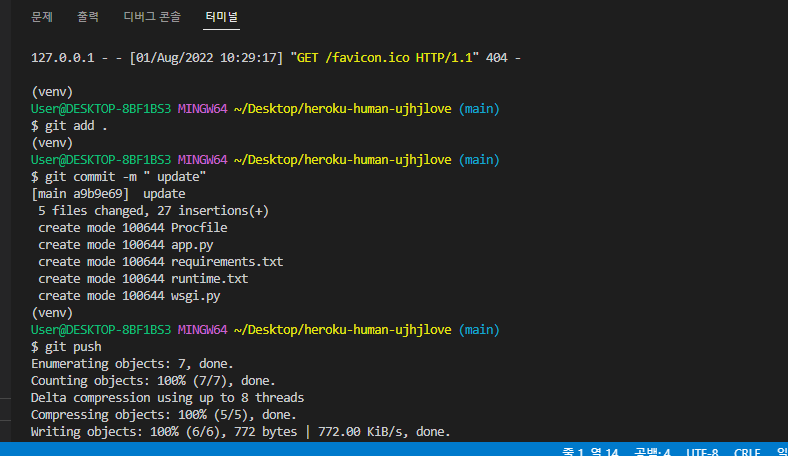 문제 출력 디버그 콘솔 터미널
127.0.0.1 - - [01/Aug/2022 10:29:17] "GET /favicon.ico HTTP/1.1" 404 -
(venv)
User@DESKTOP-8BF1BS3 MINGW64 ~/Desktop/heroku-human-ujhjlove (main)
$ git add .
(venv)
User@DESKTOP-8BF1BS3 MINGW64 ~/Desktop/heroku-human-ujhjlove (main)
$ git commit -m " update"
[main a9b9e69]  update
 5 files changed, 27 insertions(+)
 create mode 100644 Procfile
 create mode 100644 app.py
 create mode 100644 requirements.txt
 create mode 100644 runtime.txt
 create mode 100644 wsgi.py
(venv)
User@DESKTOP-8BF1BS3 MINGW64 ~/Desktop/heroku-human-ujhjlove (main)
$ git push
Enumerating objects: 7, done.
Counting objects: 100% (7/7), done.
Delta compression using up to 8 threads
Compressing objects: 100% (5/5), done.
Writing objects: 100% (6/6), 772 bytes | 772.00 KiB/s, done.
줄 1, 열 14 공백: 4 UTF-8 CRLF